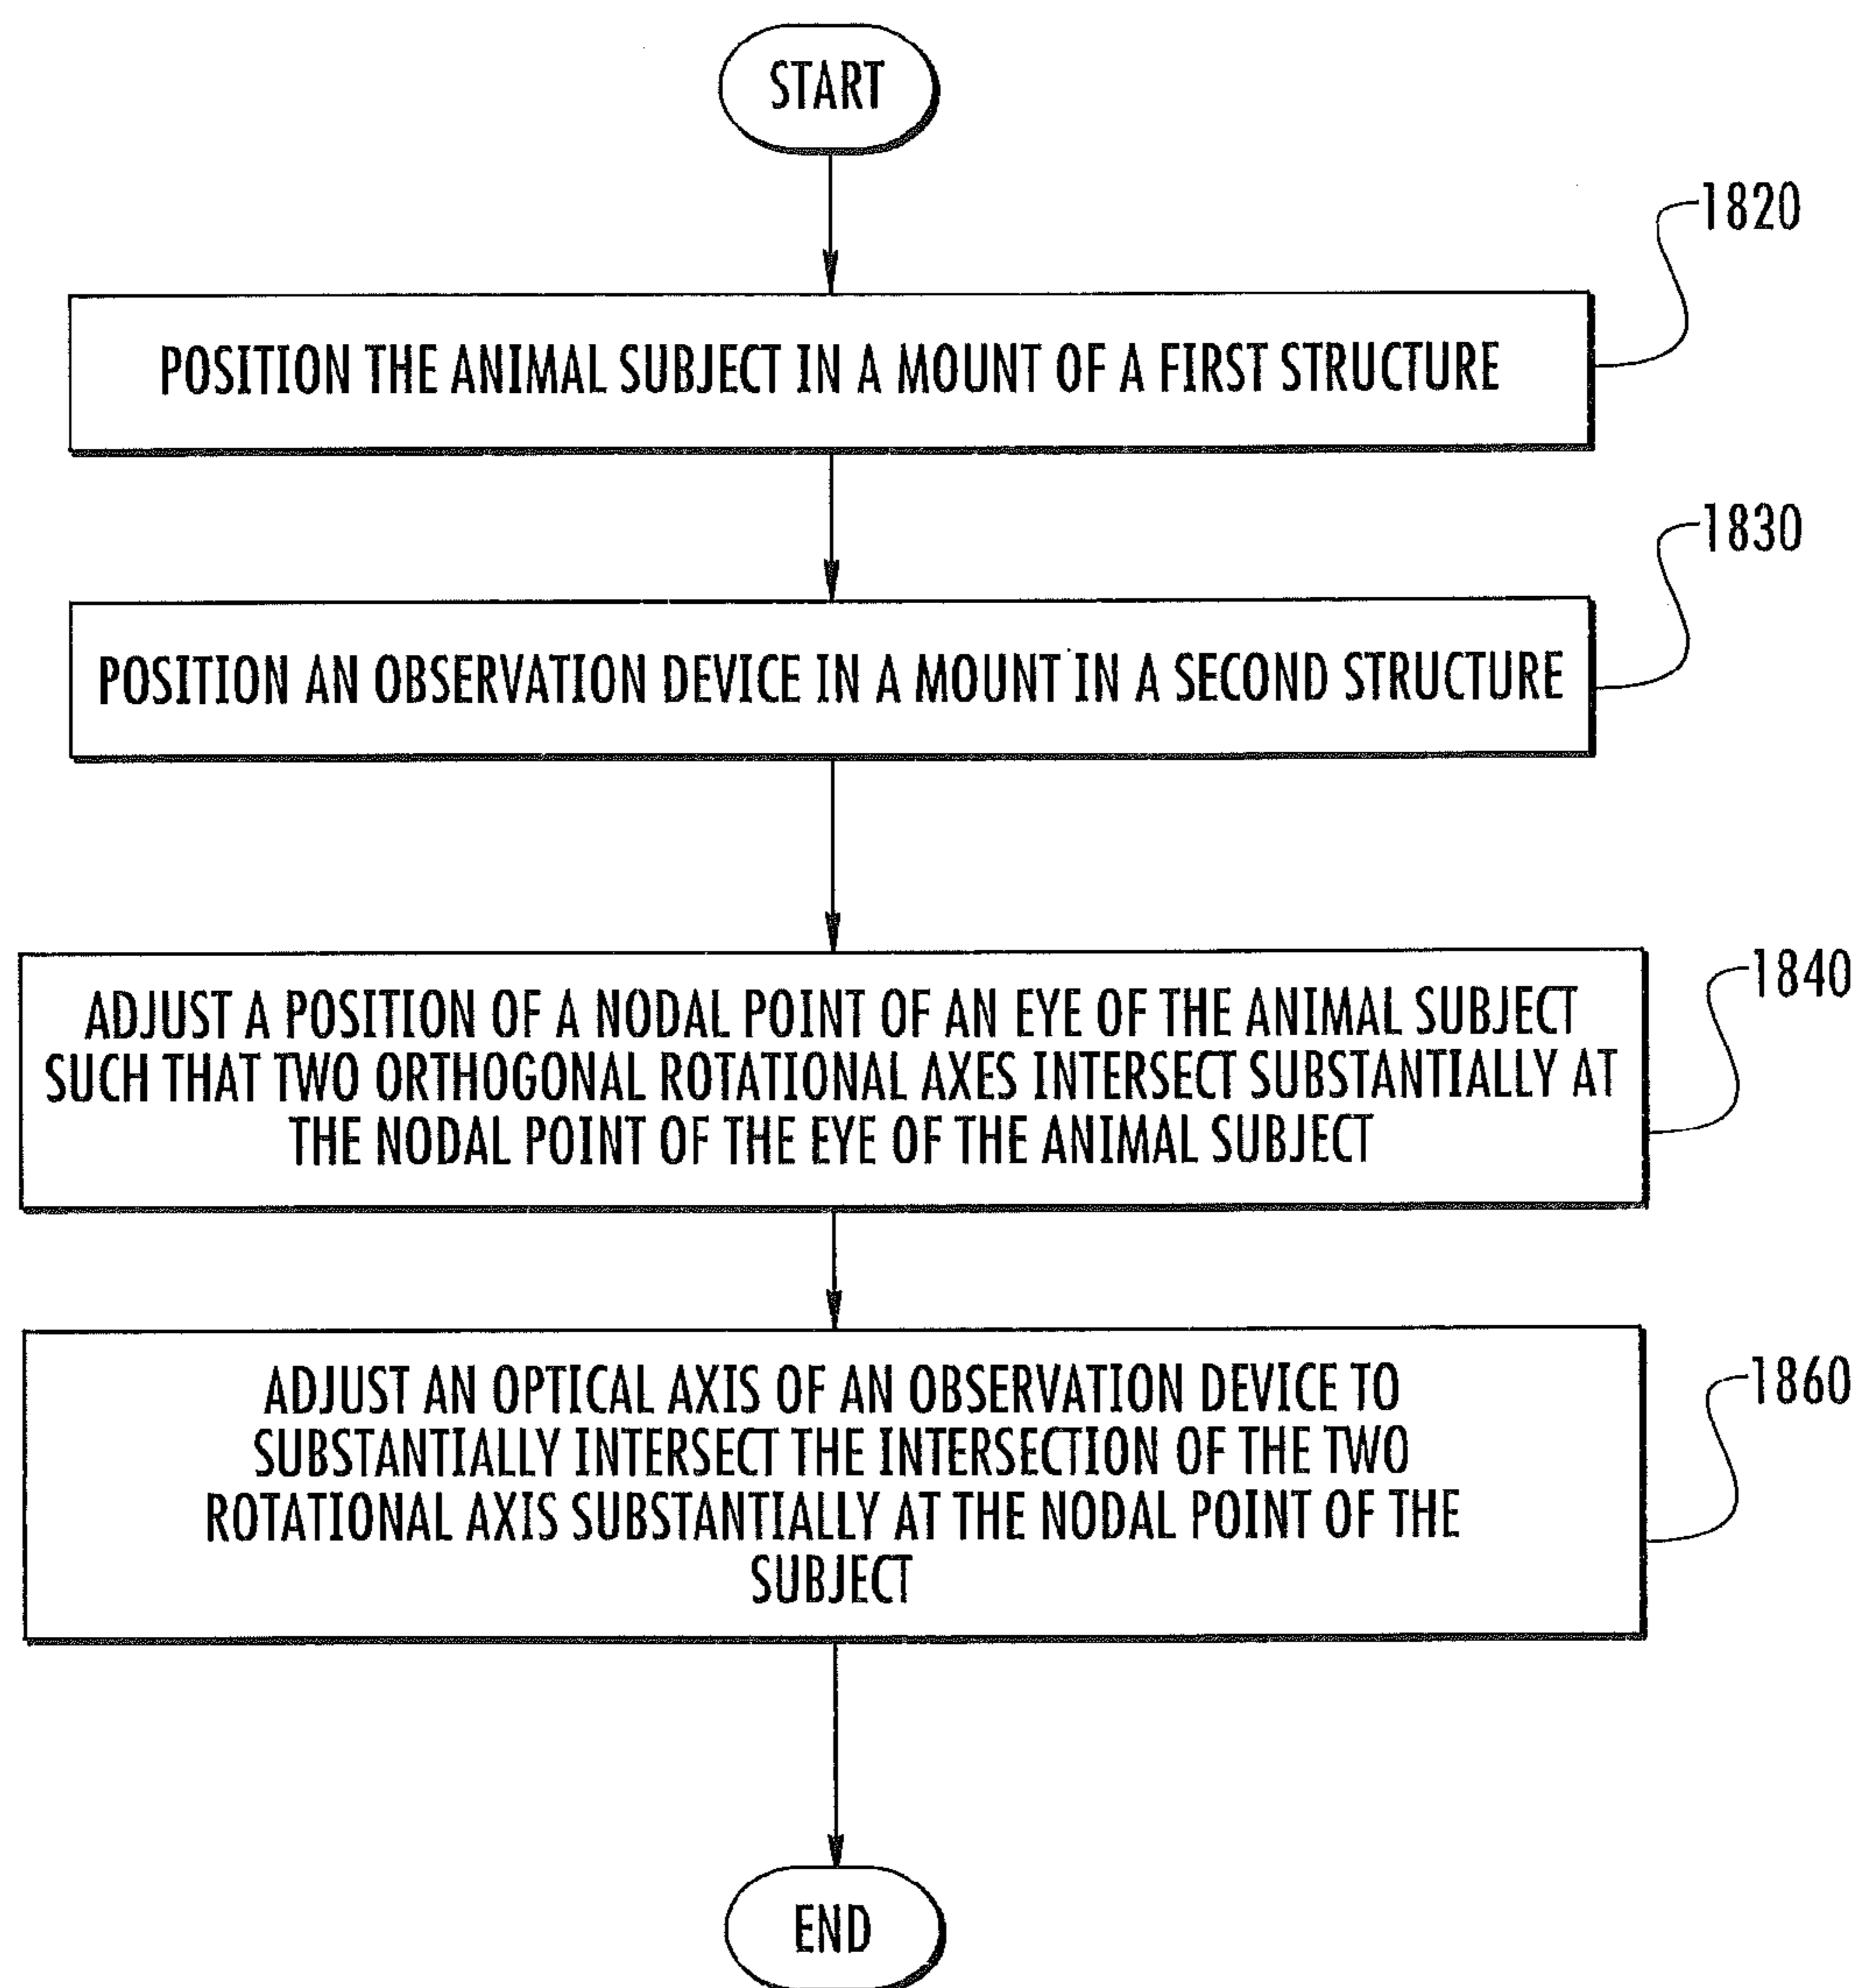 START
1820
POSITION THE ANIMAL SUBJECT IN A MOUNT OF A FIRST STRUCTURE
1830
POSITION AN OBSERVATION DEVICE IN A MOUNT IN A SECOND STRUCTURE
1840
ADJUST A POSITION OF A NODAL POINT OF AN EYE OF THE ANIMAL SUBJECT
SUCH THAT TWO ORTHOGONAL ROTATIONAL AXES INTERSECT SUBSTANTIALLY AT
THE NODAL POINT OF THE EYE OF THE ANIMAL SUBJECT
1860
ADJUST AN OPTICAL AXIS OF AN OBSERVATION DEVICE TO
SUBSTANTIALLY INTERSECT THE INTERSECTION OF THE TWO
ROTATIONAL AXIS SUBSTANTIALLY AT THE NODAL POINT OF THE
SUBJECT
END